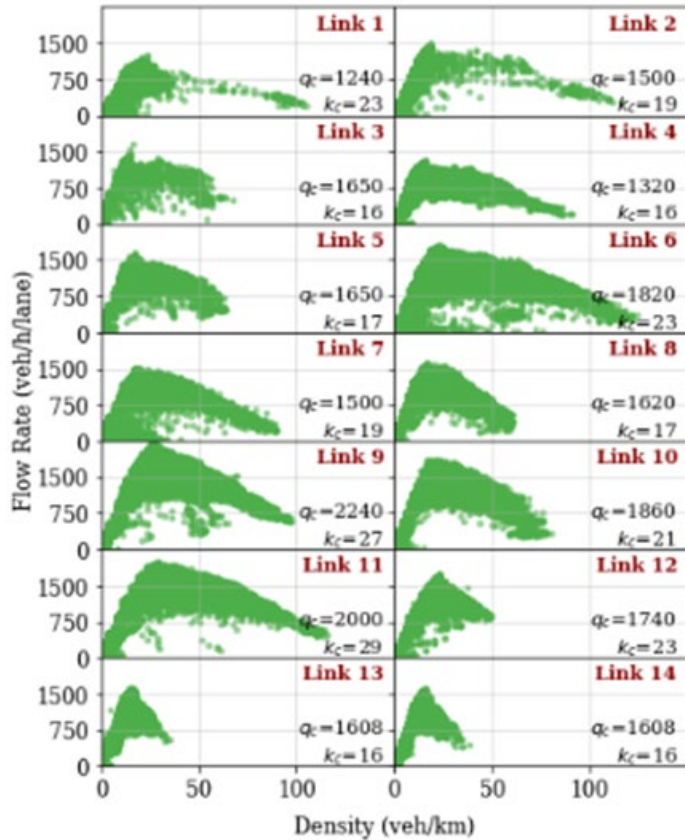 Link 1
Link 2
1500
750
0
q_c=1240
k_c=23
q_c=1500
k_c=19
Link 3
Link 4
1500
750
0
q_c=1650
k_c=16
q_c=1320
k_c=16
Link 5
Link 6
1500
750
0
q_c=1650
k_c=17
q_c=1820
k_c=23
Link 7
Link 8
1500
750
0
q_c=1500
k_c=19
q_c=1620
k_c=17
Link 9
Link 10
1500
750
0
q_c=2240
k_c=27
q_c=1860
k_c=21
Link 11
Link 12
1500
750
0
q_c=2000
k_c=29
q_c=1740
k_c=23
Link 13
Link 14
1500
750
0
q_c=1608
k_c=16
q_c=1608
k_c=16
0 50 100 0 50 100
Flow Rate (veh/h/lane)
Density (veh/km)